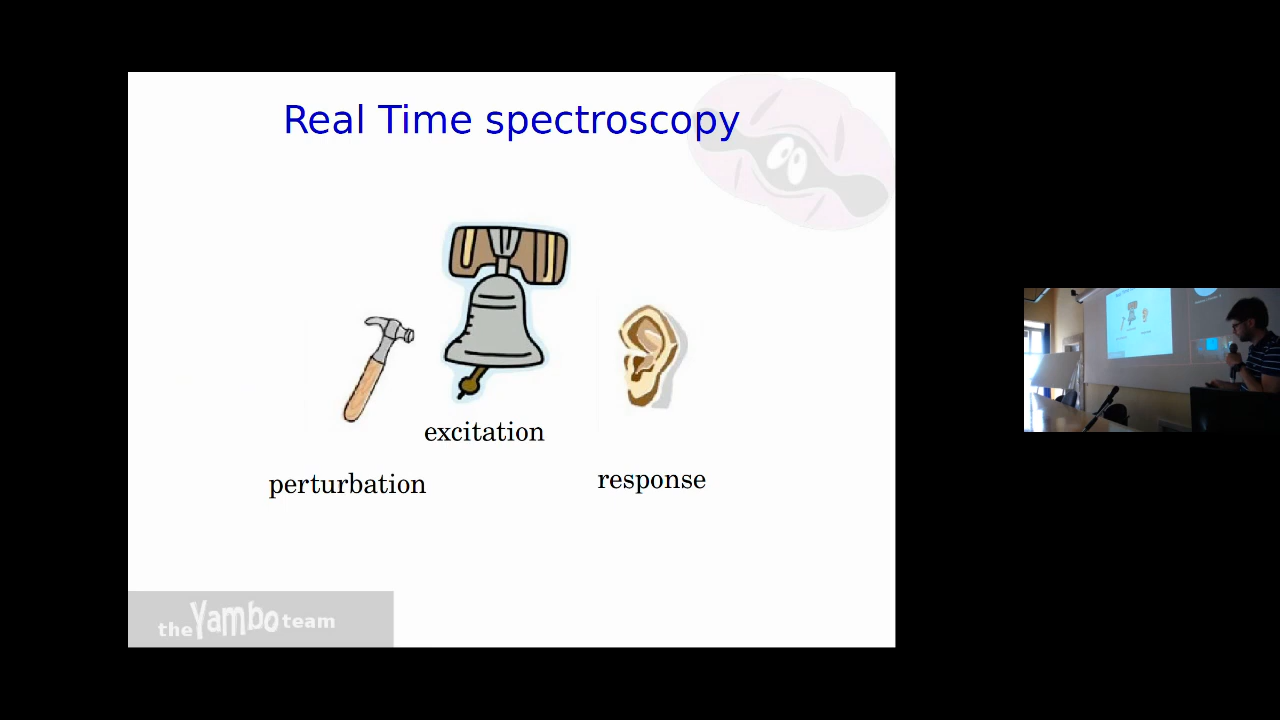 Real Time spectroscopy
excitation
perturbation
response
the Yambo team